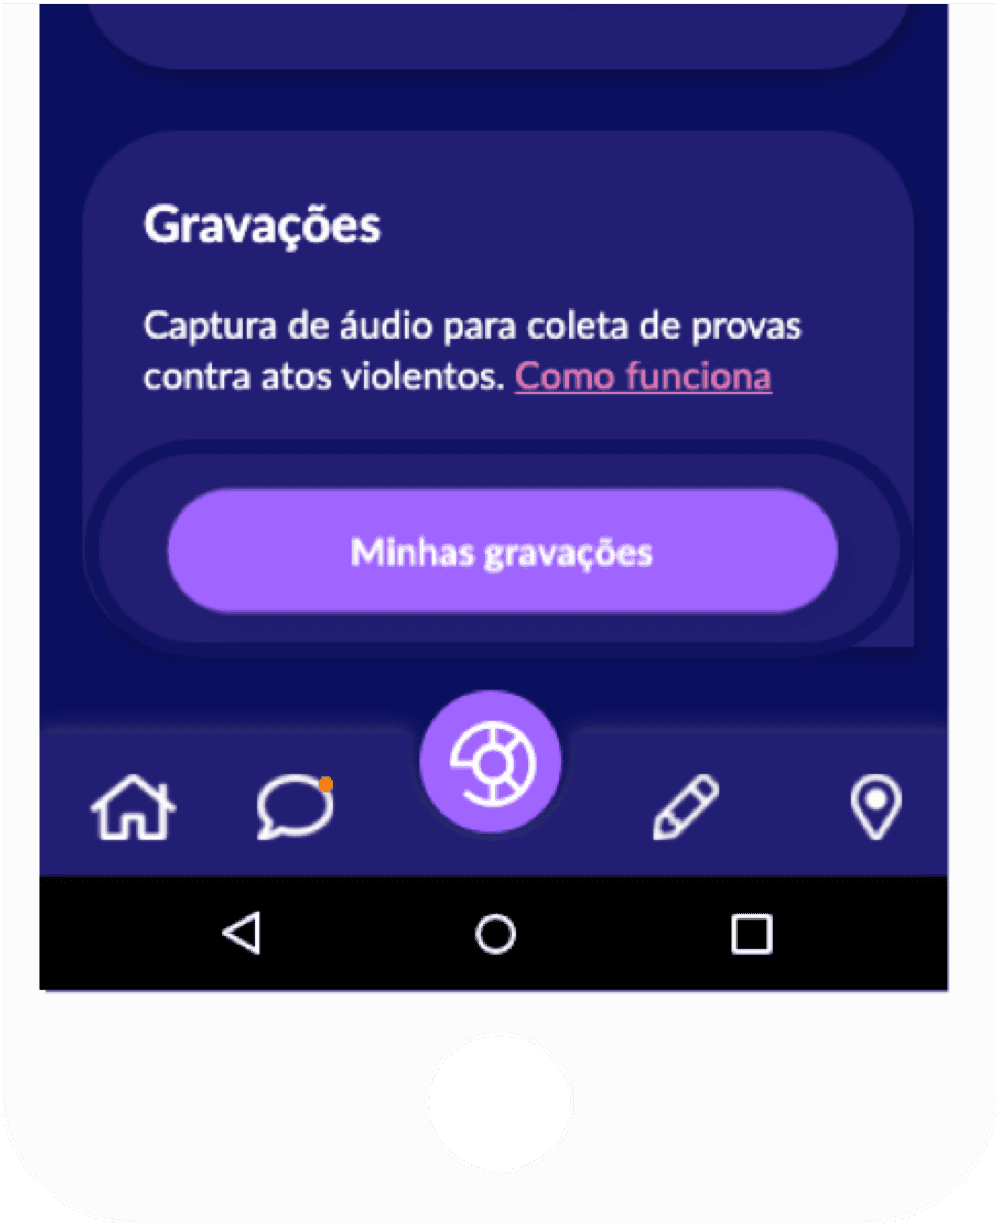 Gravações
Captura de áudio para coleta de provas
contra atos violentos. Como funciona
Minhas gravações